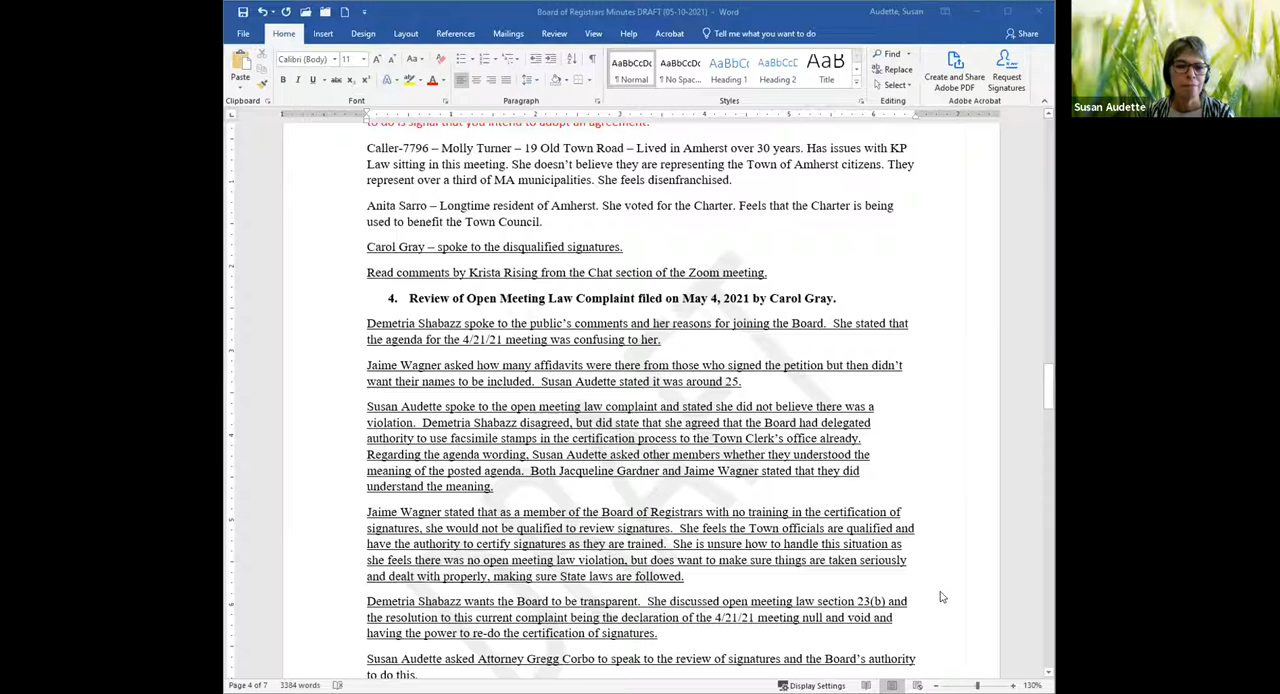 Board of Registrars Minutes DRAFT (05-10-2021) - Word
Audette, Susan
File Home Insert Design Layout References Mailings Review View Help Acrobat Tell me what you want to do Share
Paste
Calibri (Body) 11
Normal
No Spac...
Heading 1
Heading 2
Title
Find
Replace
Select
Create and Share Adobe PDF
Request Signatures
Clipboard Font Paragraph Styles Editing Adobe Acrobat
Susan Audette
to do is signal that you intend to adopt an agreement.
Caller-7796 – Molly Turner – 19 Old Town Road – Lived in Amherst over 30 years. Has issues with KP
Law sitting in this meeting. She doesn't believe they are representing the Town of Amherst citizens. They
represent over a third of MA municipalities. She feels disenfranchised.
Anita Sarro – Longtime resident of Amherst. She voted for the Charter. Feels that the Charter is being
used to benefit the Town Council.
Carol Gray – spoke to the disqualified signatures.
Read comments by Krista Rising from the Chat section of the Zoom meeting.
4. Review of Open Meeting Law Complaint filed on May 4, 2021 by Carol Gray.
Demetria Shabazz spoke to the public's comments and her reasons for joining the Board. She stated that
the agenda for the 4/21/21 meeting was confusing to her.
Jaime Wagner asked how many affidavits were there from those who signed the petition but then didn't
want their names to be included. Susan Audette stated it was around 25.
Susan Audette spoke to the open meeting law complaint and stated she did not believe there was a
violation. Demetria Shabazz disagreed, but did state that she agreed that the Board had delegated
authority to use facsimile stamps in the certification process to the Town Clerk's office already.
Regarding the agenda wording, Susan Audette asked other members whether they understood the
meaning of the posted agenda. Both Jacqueline Gardner and Jaime Wagner stated that they did
understand the meaning.
Jaime Wagner stated that as a member of the Board of Registrars with no training in the certification of
signatures, she would not be qualified to review signatures. She feels the Town officials are qualified and
have the authority to certify signatures as they are trained. She is unsure how to handle this situation as
she feels there was no open meeting law violation, but does want to make sure things are taken seriously
and dealt with properly, making sure State laws are followed.
Demetria Shabazz wants the Board to be transparent. She discussed open meeting law section 23(b) and
the resolution to this current complaint being the declaration of the 4/21/21 meeting null and void and
having the power to re-do the certification of signatures.
Susan Audette asked Attorney Gregg Corbo to speak to the review of signatures and the Board's authority
to do this.
DRAFT
Page 4 of 7 3384 words Display Settings 130%